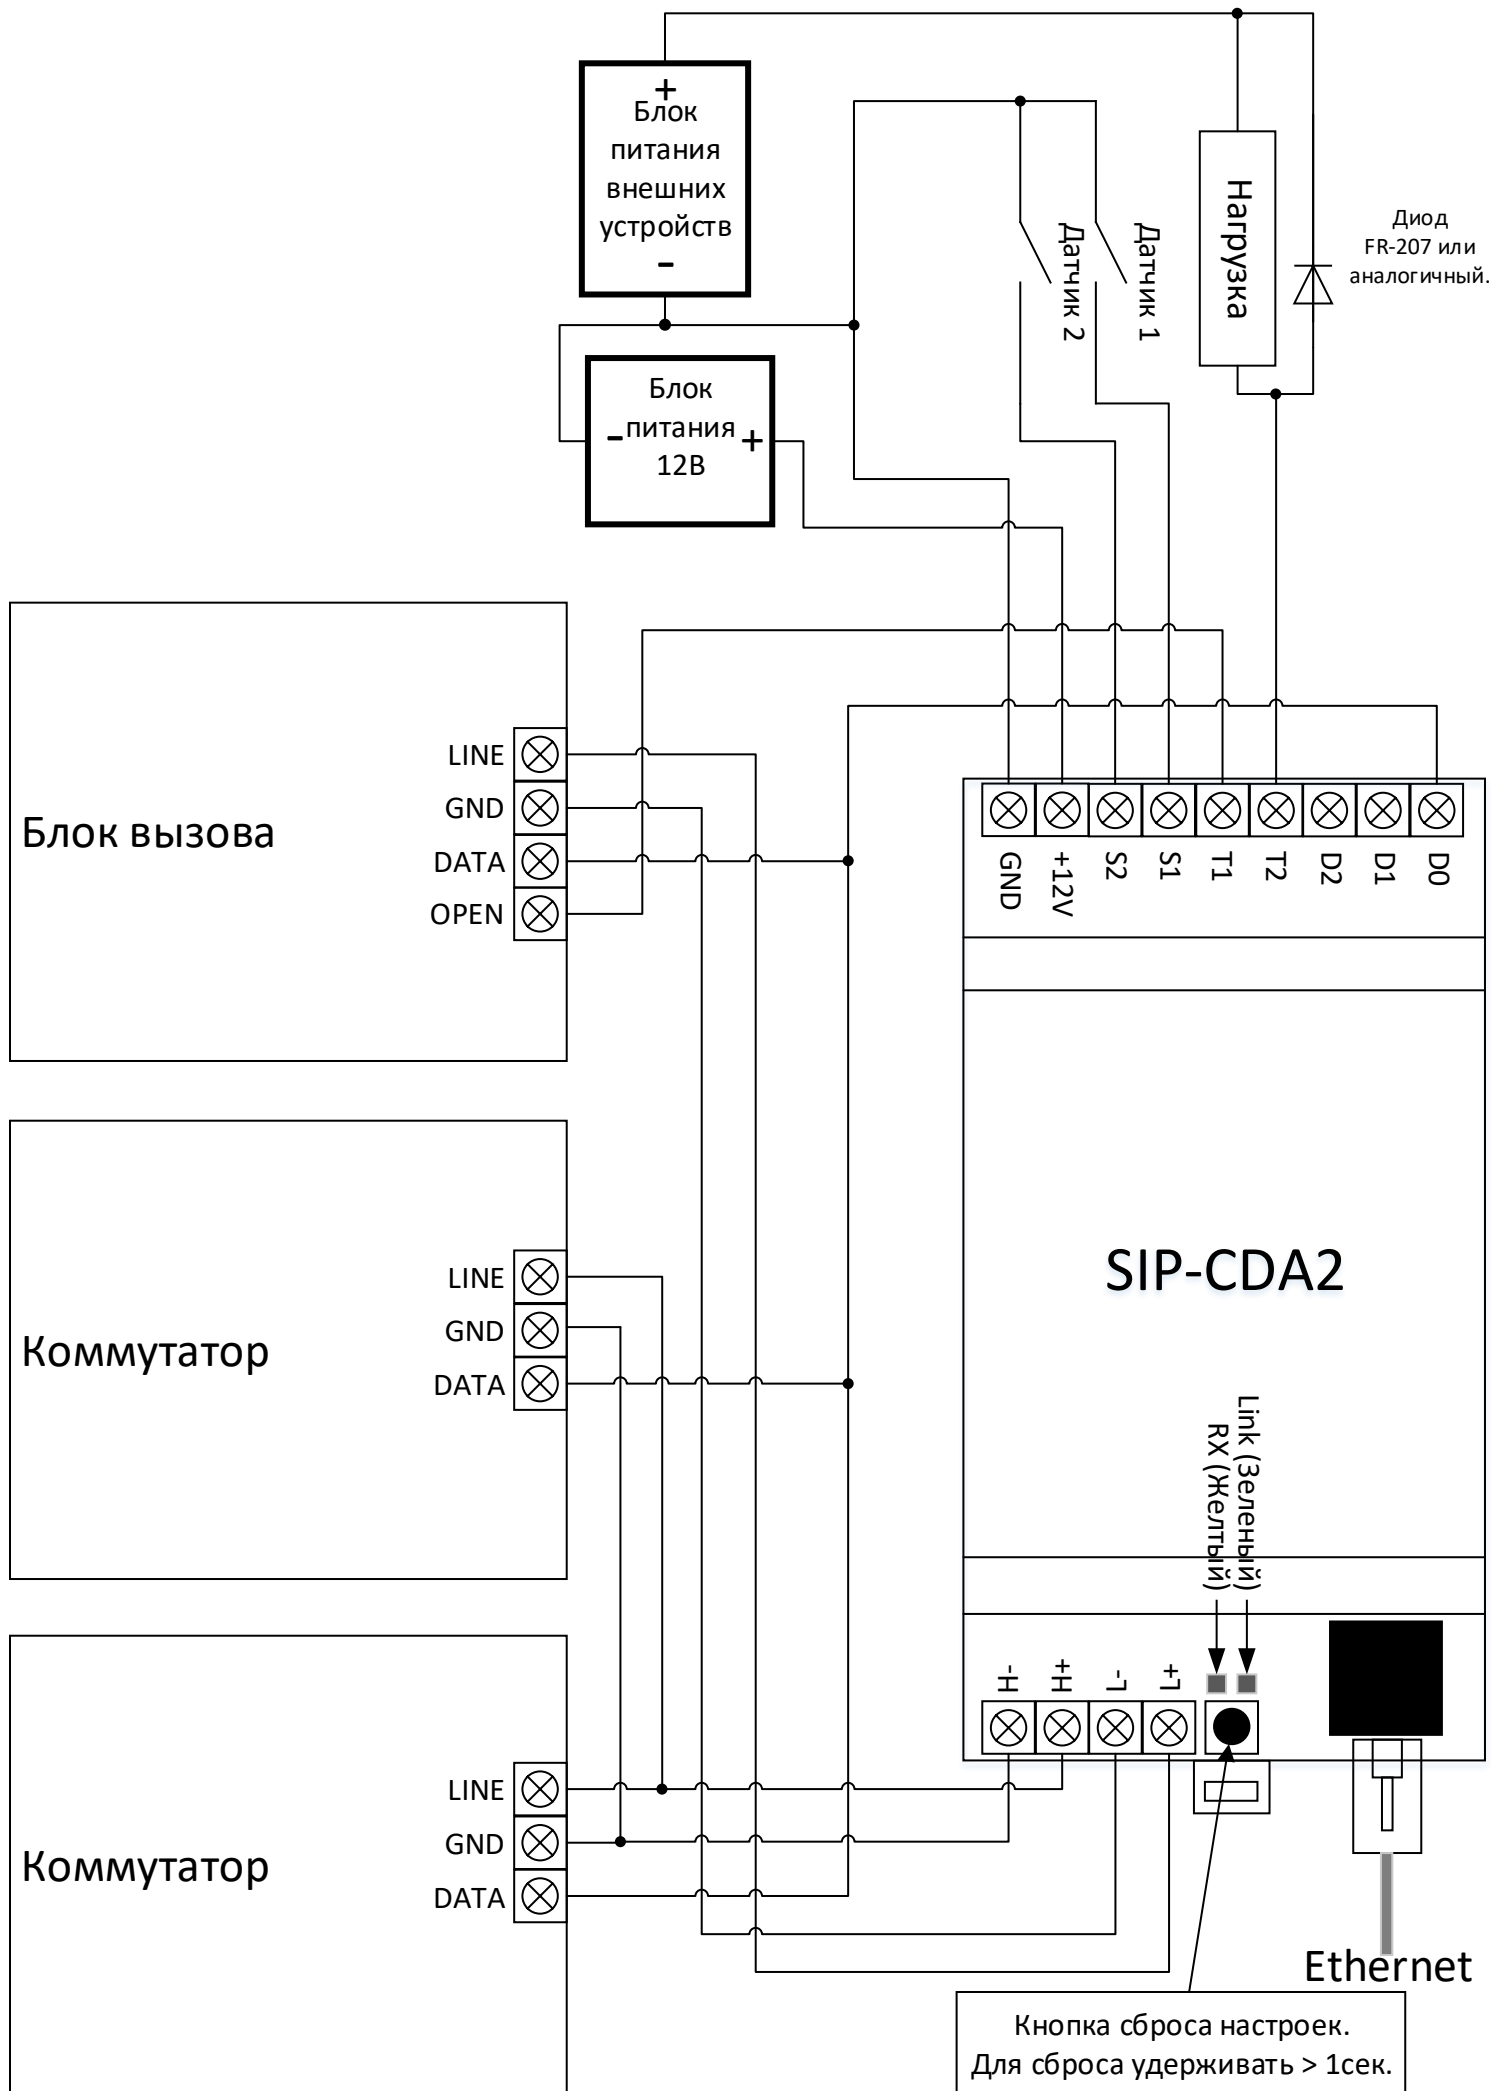 +
Блок
питания
внешних
устройств
-
Блок
питания
12В
-
+
Датчик 2
Датчик 1
Нагрузка
Диод
FR-207 или
аналогичный.
Блок вызова
LINE
GND
DATA
OPEN
GND
+12V
S2
S1
T1
T2
D2
D1
D0
SIP-CDA2
Коммутатор
LINE
GND
DATA
RX (Желтый)
Link (Зеленый)
H-
H+
L-
L+
Коммутатор
LINE
GND
DATA
Ethernet
Кнопка сброса настроек.
Для сброса удерживать > 1сек.